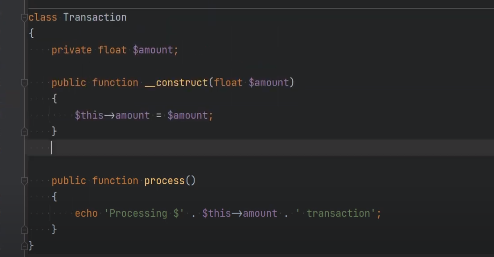 class Transaction
{
    private float $amount;
    public function __construct(float $amount)
    {
        $this->amount = $amount;
    }
    public function process()
    {
        echo 'Processing $' . $this->amount . ' transaction';
    }
}